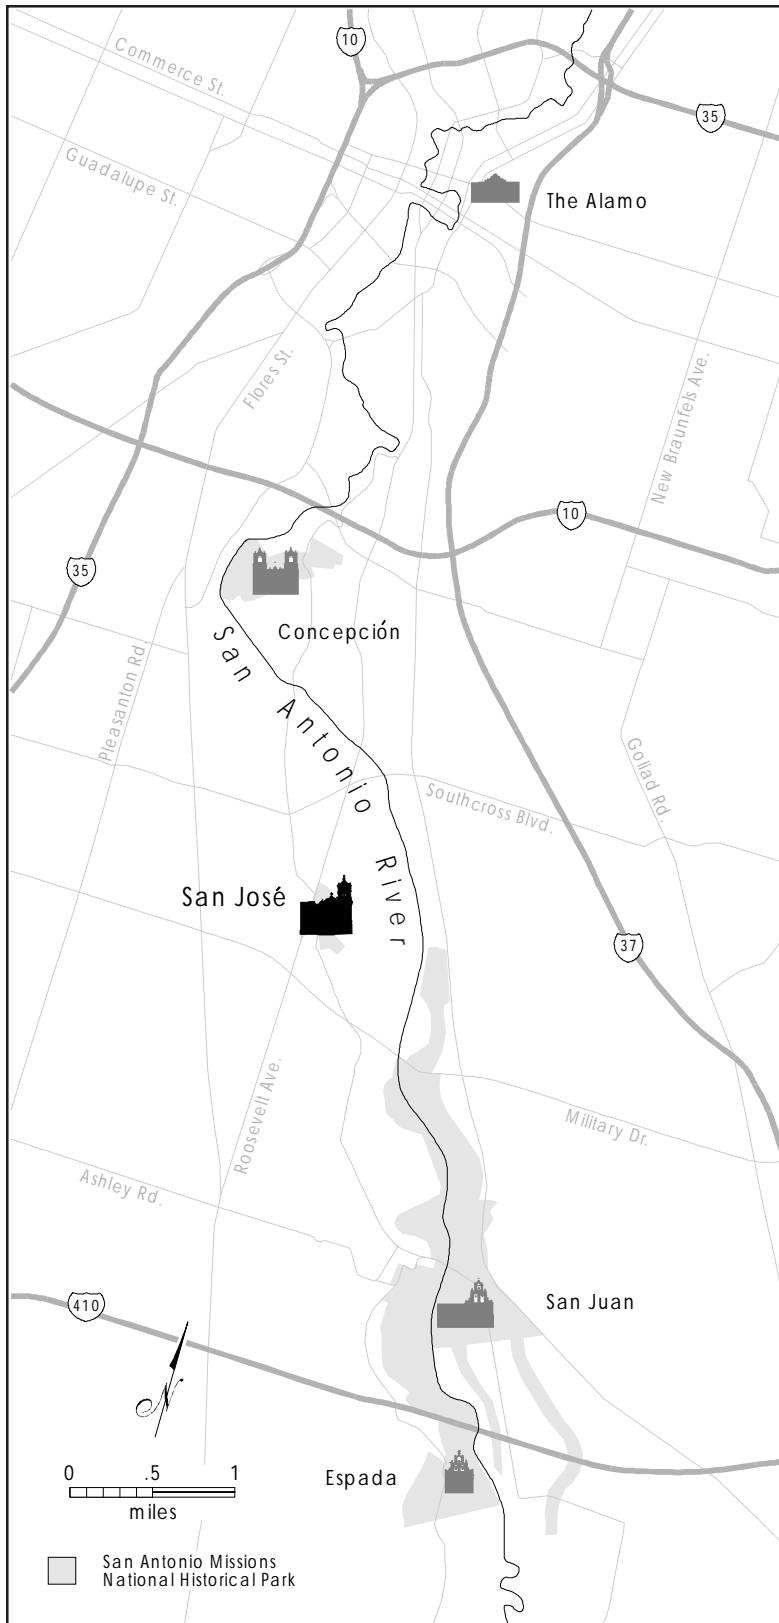 10
Commerce St.
35
Guadalupe St.
The Alamo
Flores St.
New Braunfels Ave.
10
35
Concepción
San Antonio River
Pleasanton Rd.
Goliad Rd.
Southcross Blvd.
San José
37
Roosevelt Ave.
Military Dr.
Ashley Rd.
410
San Juan
N
0 .5 1
miles
Espada
San Antonio Missions
National Historical Park